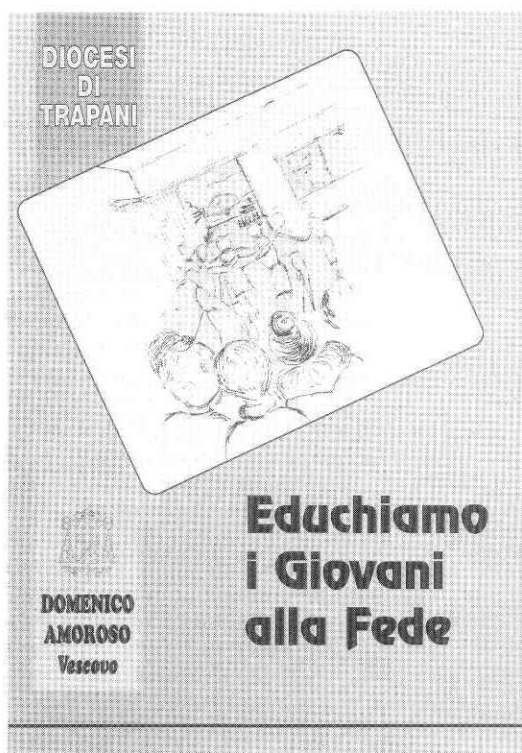 DIOCESI
DI
TRAPANI
Educhiamo
i Giovani
alla Fede
DOMENICO
AMOROSO
Vescovo